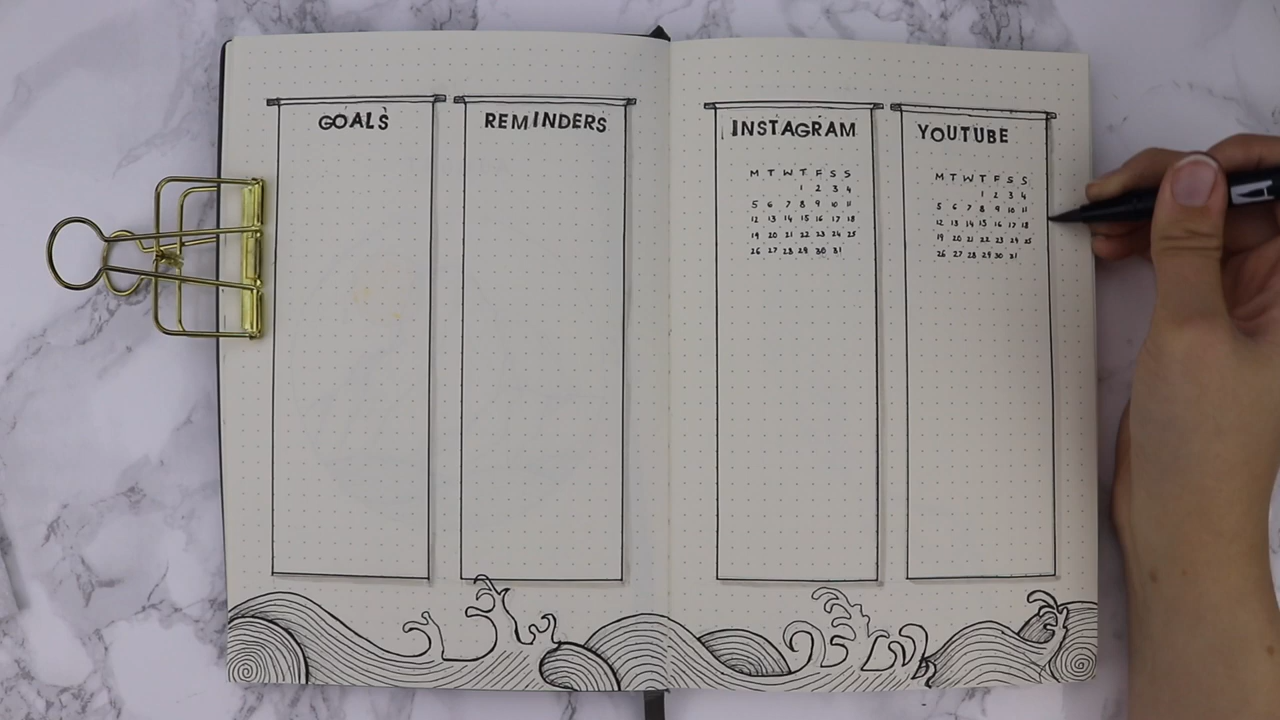 GOALS
REMINDERS
INSTAGRAM
M T W T F S S
1 2 3 4
5 6 7 8 9 10 11
12 13 14 15 16 17 18
19 20 21 22 23 24 25
26 27 28 29 30 31
YOUTUBE
M T W T F S S
1 2 3 4
5 6 7 8 9 10 11
12 13 14 15 16 17 18
19 20 21 22 23 24 25
26 27 28 29 30 31